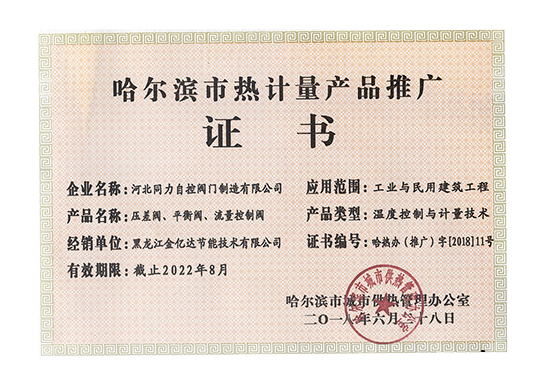 哈尔滨市热计量产品推广
证书
企业名称：河北同力自控阀门制造有限公司
应用范围：工业与民用建筑工程
产品名称：压差阀、平衡阀、流量控制阀
产品类型：温度控制与计量技术
经销单位：黑龙江金亿达节能技术有限公司
证书编号：哈热办（推广）字[2018]11号
有效期限：截止2022年8月
哈尔滨市城市供热管理办公室
二〇一八年六月二十八日